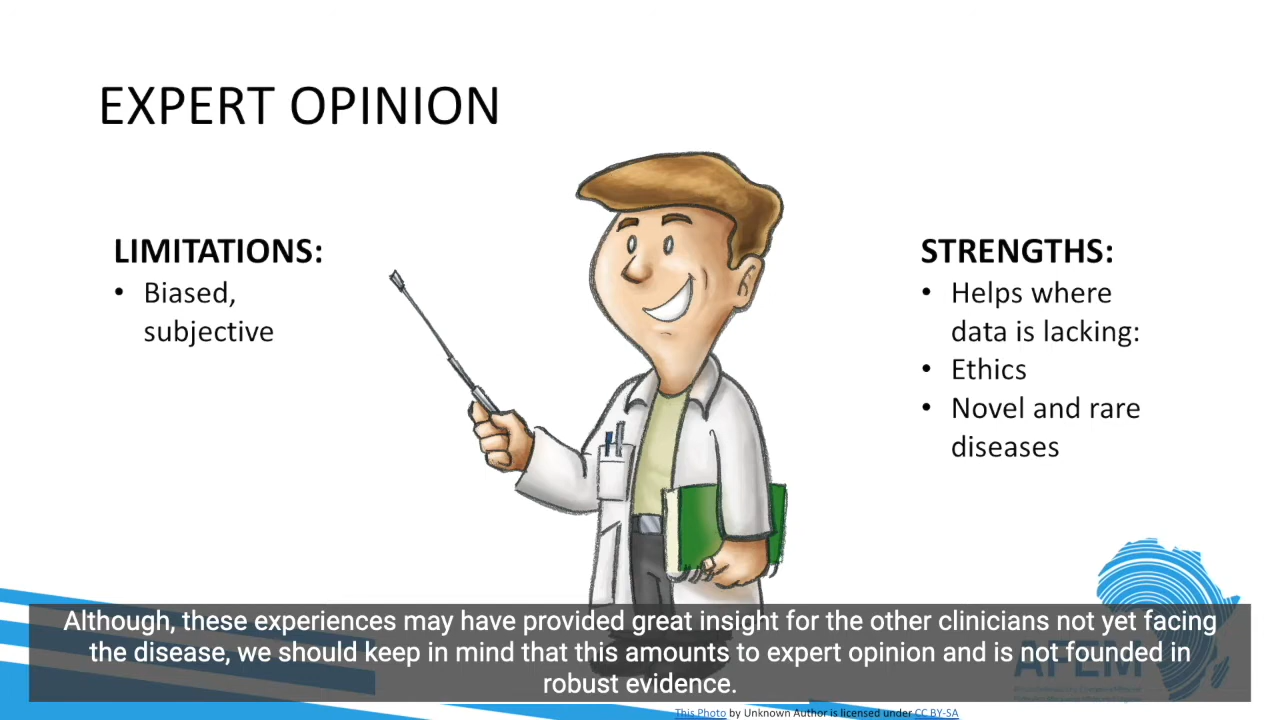 EXPERT OPINION
LIMITATIONS:
• Biased,
subjective
STRENGTHS:
• Helps where
data is lacking:
• Ethics
• Novel and rare
diseases
Although, these experiences may have provided great insight for the other clinicians not yet facing
the disease, we should keep in mind that this amounts to expert opinion and is not founded in
robust evidence.
AFEM
This Photo by Unknown Author is licensed under CC BY-SA